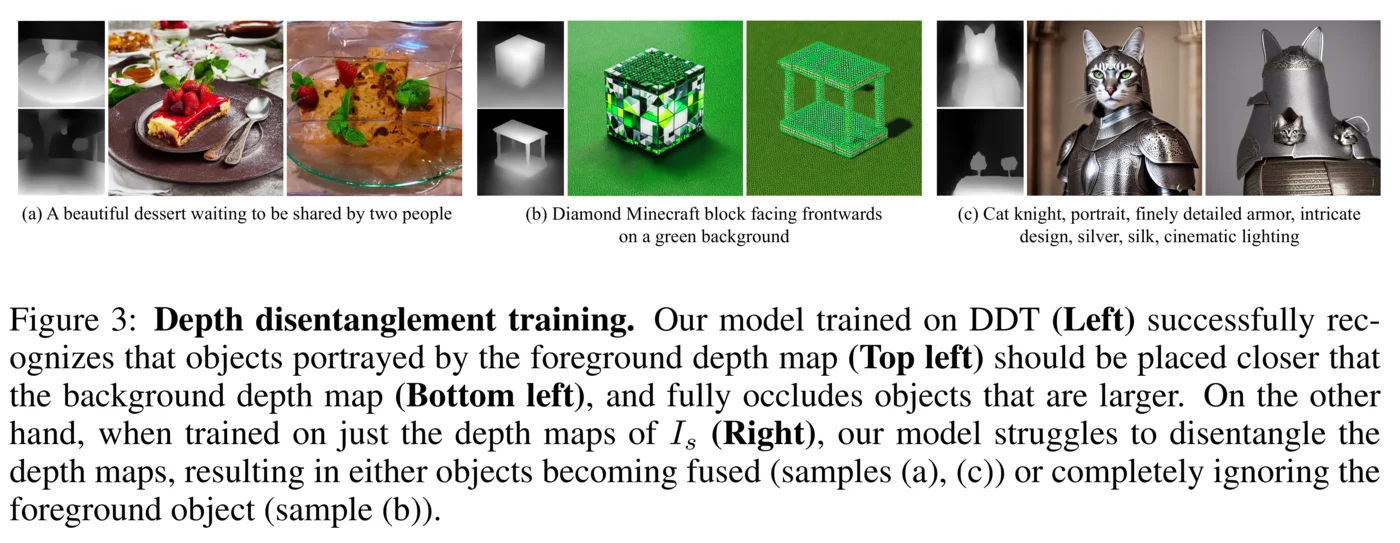 (a) A beautiful dessert waiting to be shared by two people
(b) Diamond Minecraft block facing frontwards
on a green background
(c) Cat knight, portrait, finely detailed armor, intricate
design, silver, silk, cinematic lighting
Figure 3: Depth disentanglement training. Our model trained on DDT (Left) successfully rec-
ognizes that objects portrayed by the foreground depth map (Top left) should be placed closer that
the background depth map (Bottom left), and fully occludes objects that are larger. On the other
hand, when trained on just the depth maps of I_s (Right), our model struggles to disentangle the
depth maps, resulting in either objects becoming fused (samples (a), (c)) or completely ignoring the
foreground object (sample (b)).